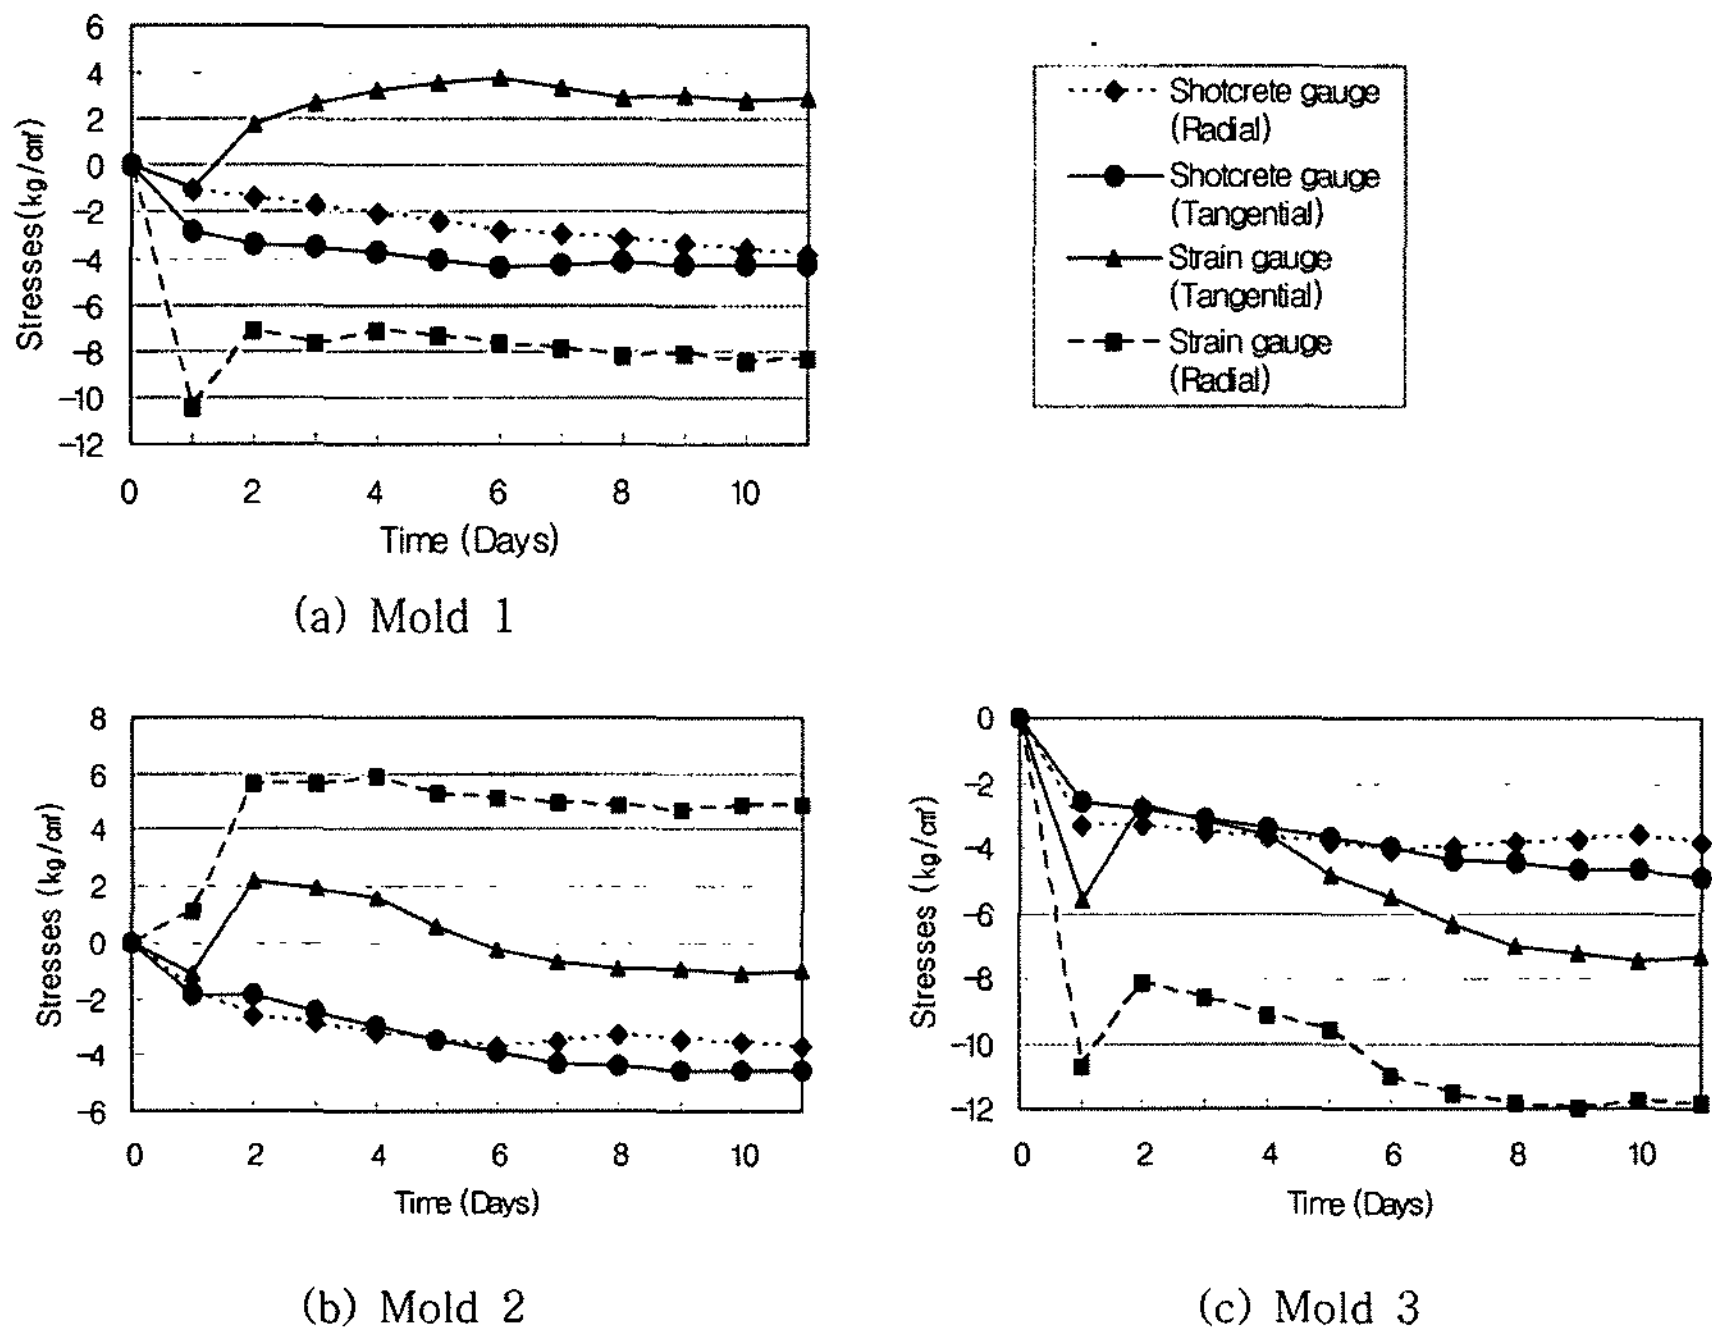 6
4
2
0
−2
−4
−6
−8
−10
−12
Stresses(kg/㎠)
0 2 4 6 8 10
Time (Days)
(a) Mold 1
Shotcrete gauge
(Radial)
Shotcrete gauge
(Tangential)
Strain gauge
(Tangential)
Strain gauge
(Radial)
8
6
4
2
0
−2
−4
−6
Stresses (kg/㎠)
0 2 4 6 8 10
Time (Days)
(b) Mold 2
0
−2
−4
−6
−8
−10
−12
Stresses (kg/㎠)
0 2 4 6 8 10
Time (Days)
(c) Mold 3